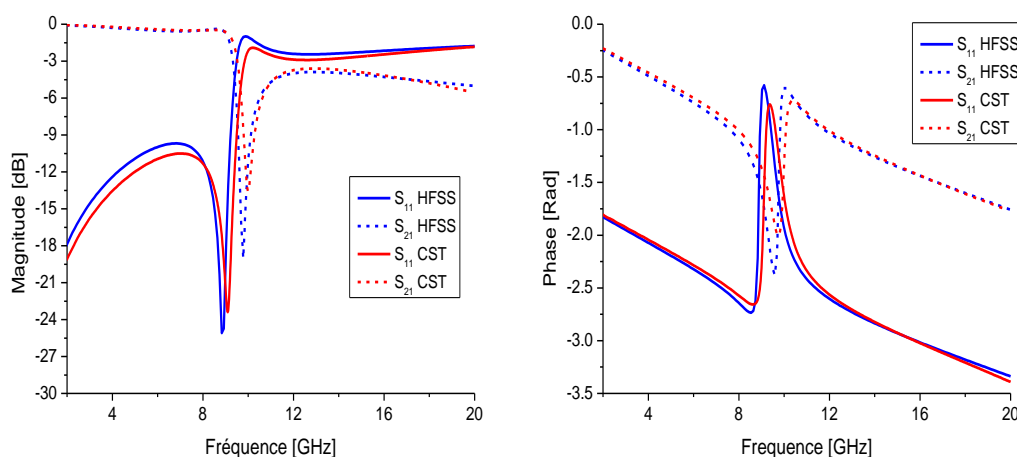 0
-3
-6
-9
-12
-15
-18
-21
-24
-27
-30
4
8
12
16
20
Magnitude [dB]
Fréquence [GHz]
S11 HFSS
S21 HFSS
S11 CST
S21 CST
0.0
-0.5
-1.0
-1.5
-2.0
-2.5
-3.0
-3.5
4
8
12
16
20
Phase [Rad]
Frequence [GHz]
S11 HFSS
S21 HFSS
S11 CST
S21 CST